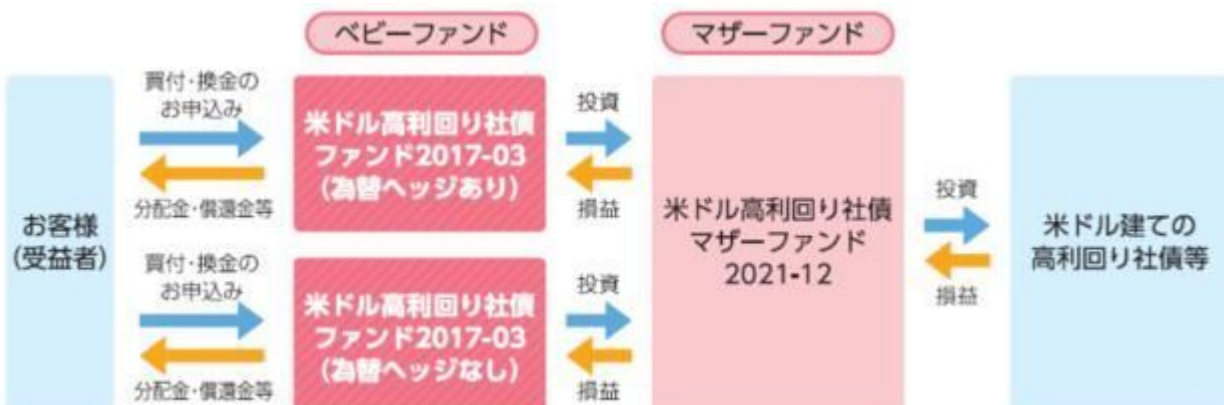 ベビーファンド
マザーファンド
お客様
(受益者)
買付・換金の
お申込み
分配金・償還金等
米ドル高利回り社債
ファンド2017-03
(為替ヘッジあり)
投資
損益
買付・換金の
お申込み
分配金・償還金等
米ドル高利回り社債
ファンド2017-03
(為替ヘッジなし)
投資
損益
米ドル高利回り社債
マザーファンド
2021-12
投資
損益
米ドル建ての
高利回り社債等